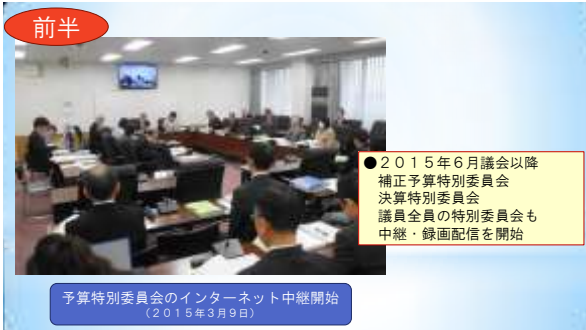 前半
●２０１５年６月議会以降
補正予算特別委員会
決算特別委員会
議員全員の特別委員会も
中継・録画配信を開始
予算特別委員会のインターネット中継開始
（２０１５年３月９日）